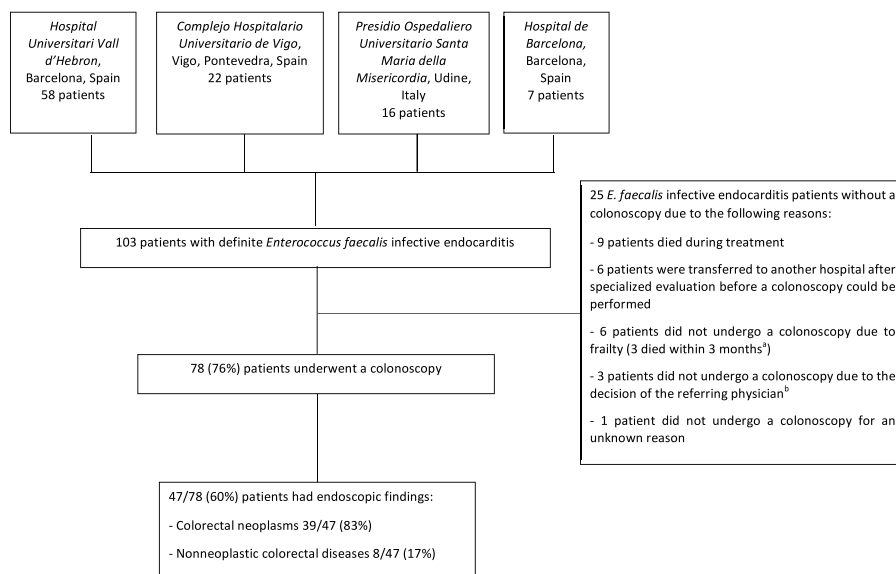 Hospital
Universitari Vall
d’Hebron,
Barcelona, Spain
58 patients
Complejo Hospitalario
Universitario de Vigo,
Vigo, Pontevedra, Spain
22 patients
Presidio Ospedaliero
Universitario Santa
Maria della
Misericordia, Udine,
Italy
16 patients
Hospital de
Barcelona,
Barcelona,
Spain
7 patients
103 patients with definite Enterococcus faecalis infective endocarditis
25 E. faecalis infective endocarditis patients without a
colonoscopy due to the following reasons:
- 9 patients died during treatment
- 6 patients were transferred to another hospital after
specialized evaluation before a colonoscopy could be
performed
- 6 patients did not undergo a colonoscopy due to
frailty (3 died within 3 monthsᵃ)
- 3 patients did not undergo a colonoscopy due to the
decision of the referring physicianᵇ
- 1 patient did not undergo a colonoscopy for an
unknown reason
78 (76%) patients underwent a colonoscopy
47/78 (60%) patients had endoscopic findings:
- Colorectal neoplasms 39/47 (83%)
- Nonneoplastic colorectal diseases 8/47 (17%)